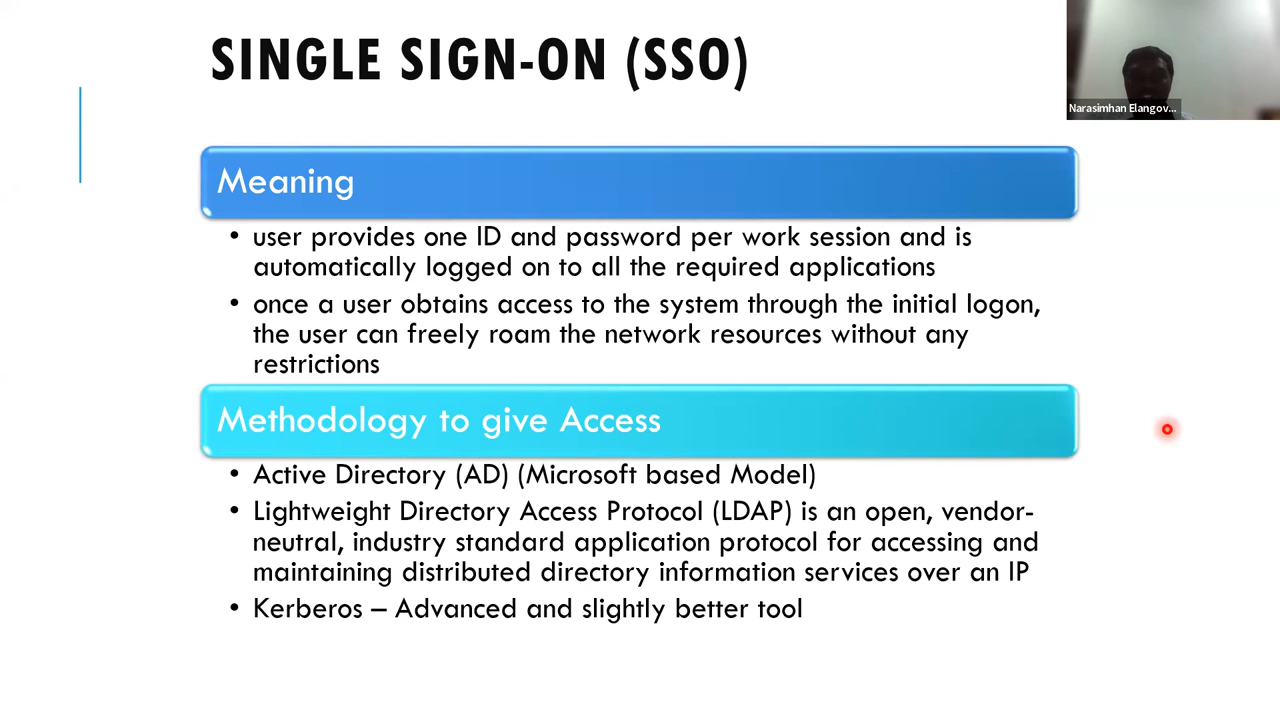 SINGLE SIGN-ON (SSO)
Narasimhan Elangov...
Meaning
• user provides one ID and password per work session and is
automatically logged on to all the required applications
• once a user obtains access to the system through the initial logon,
the user can freely roam the network resources without any
restrictions
Methodology to give Access
• Active Directory (AD) (Microsoft based Model)
• Lightweight Directory Access Protocol (LDAP) is an open, vendor-
neutral, industry standard application protocol for accessing and
maintaining distributed directory information services over an IP
• Kerberos – Advanced and slightly better tool